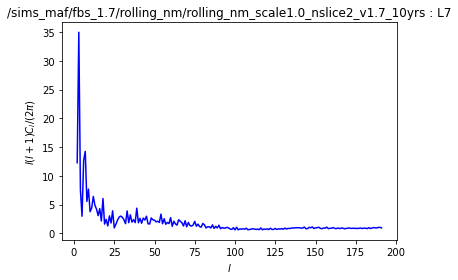 /sims_maf/fbs_1.7/rolling_nm/rolling_nm_scale1.0_nslice2_v1.7_10yrs : L7
35
30
25
20
15
10
5
0
l(l + 1)C_l/(2π)
0 25 50 75 100 125 150 175 200
l